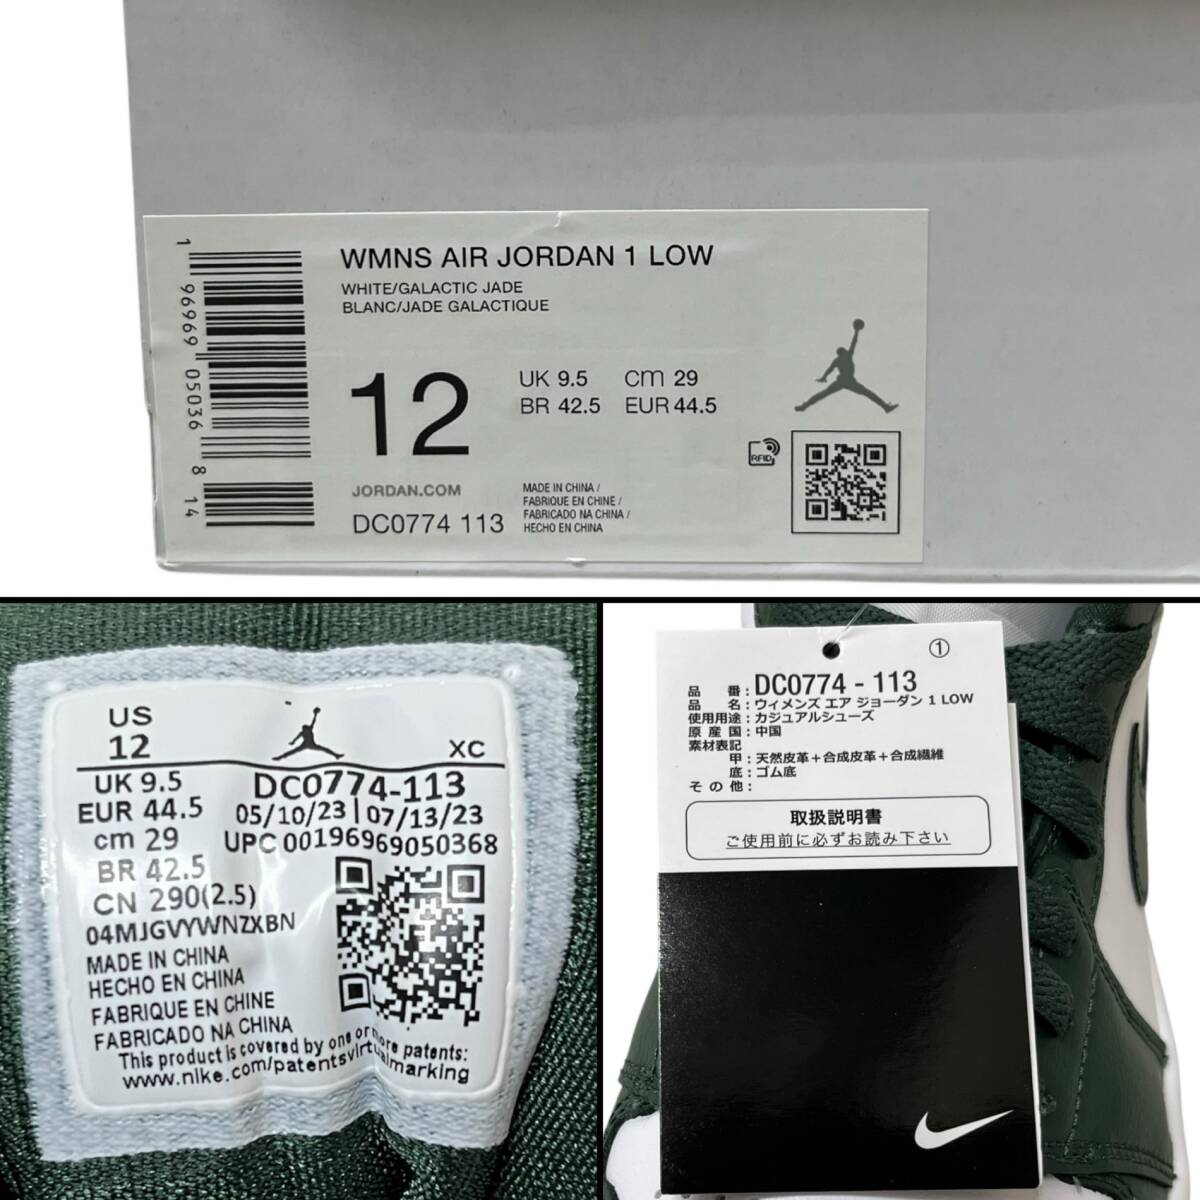 WMNS AIR JORDAN 1 LOW
WHITE/GALACTIC JADE
BLANC/JADE GALACTIQUE
12
UK 9.5 cm 29
BR 42.5 EUR 44.5
JORDAN.COM
DC0774 113
MADE IN CHINA /
FABRIQUE EN CHINE /
FABRICADO NA CHINA /
HECHO EN CHINA
RFID
1 96969 05036 8 14
US
12
XC
UK 9.5
EUR 44.5
cm 29
BR 42.5
CN 290(2.5)
DC0774-113
05/10/23 | 07/13/23
UPC 00196969050368
04MJGVYWNZXBN
MADE IN CHINA
HECHO EN CHINA
FABRIQUE EN CHINE
FABRICADO NA CHINA
This product is covered by one or more patents:
www.nike.com/patentsvirtualmarking
①
品番:DC0774-113
品名:ウィメンズ エア ジョーダン 1 LOW
使用用途:カジュアルシューズ
原産国:中国
素材表記
甲:天然皮革+合成皮革+合成繊維
底:ゴム底
その他:
取扱説明書
ご使用前に必ずお読み下さい